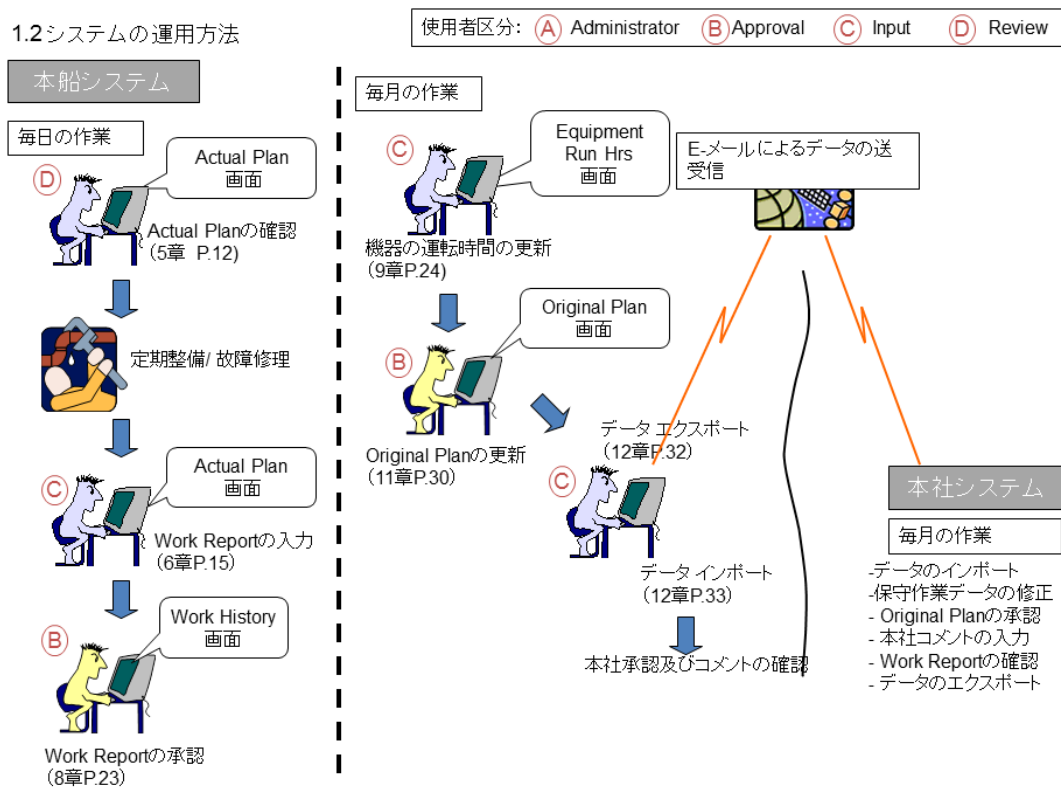 1.2システムの運用方法
使用者区分: A Administrator B Approval C Input D Review
本船システム
毎日の作業
D
Actual Plan
画面
Actual Planの確認
(5章 P.12)
定期整備/故障修理
C
Actual Plan
画面
Work Reportの入力
(6章P.15)
B
Work History
画面
Work Reportの承認
(8章P.23)
毎月の作業
C
Equipment
Run Hrs
画面
機器の運転時間の更新
(9章P.24)
B
Original Plan
画面
Original Planの更新
(11章P.30)
データ エクスポート
(12章P.32)
C
データ インポート
(12章P.33)
本社承認及びコメントの確認
E-メールによるデータの送
受信
本社システム
毎月の作業
-データのインポート
-保守作業データの修正
- Original Planの承認
- 本社コメントの入力
- Work Reportの確認
- データのエクスポート